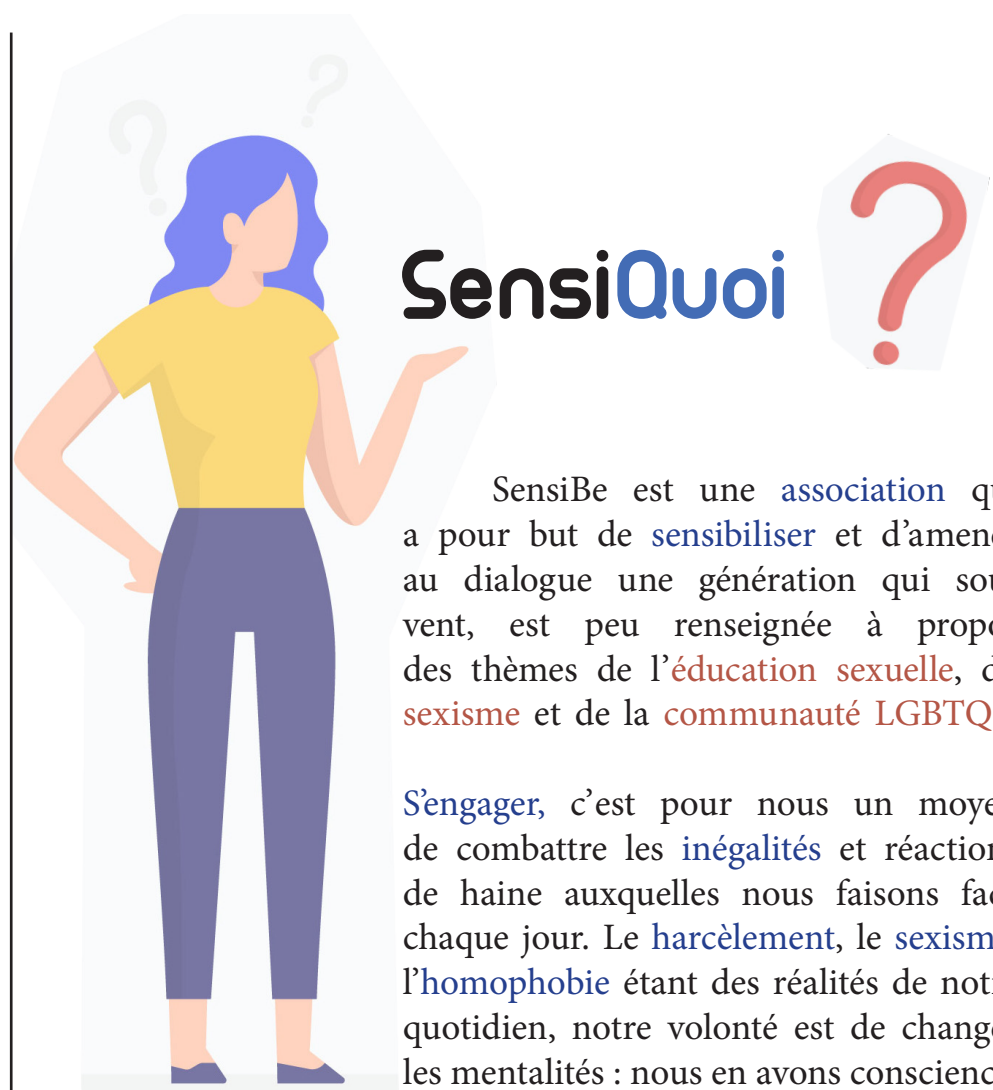 SensiQuoi ?
SensiBe est une association qu
a pour but de sensibiliser et d'amene
au dialogue une génération qui sou
vent, est peu renseignée à propo
des thèmes de l'éducation sexuelle, d
sexisme et de la communauté LGBTQ
S'engager, c'est pour nous un moye
de combattre les inégalités et réaction
de haine auxquelles nous faisons fac
chaque jour. Le harcèlement, le sexism
l'homophobie étant des réalités de notr
quotidien, notre volonté est de change
les mentalités : nous en avons conscienc